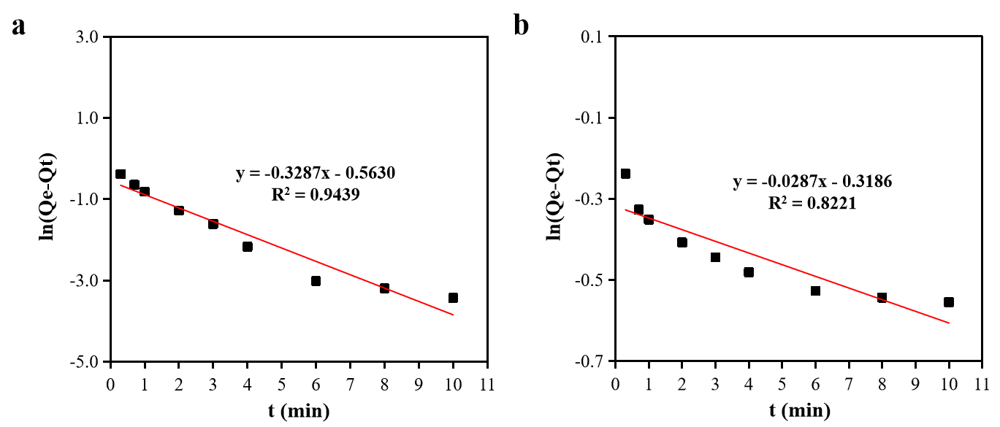 a
3.0
1.0
-1.0
-3.0
-5.0
ln(Qe-Qt)
y = -0.3287x - 0.5630
R² = 0.9439
0 1 2 3 4 5 6 7 8 9 10 11
t (min)
b
0.1
-0.1
-0.3
-0.5
-0.7
ln(Qe-Qt)
y = -0.0287x - 0.3186
R² = 0.8221
0 1 2 3 4 5 6 7 8 9 10 11
t (min)